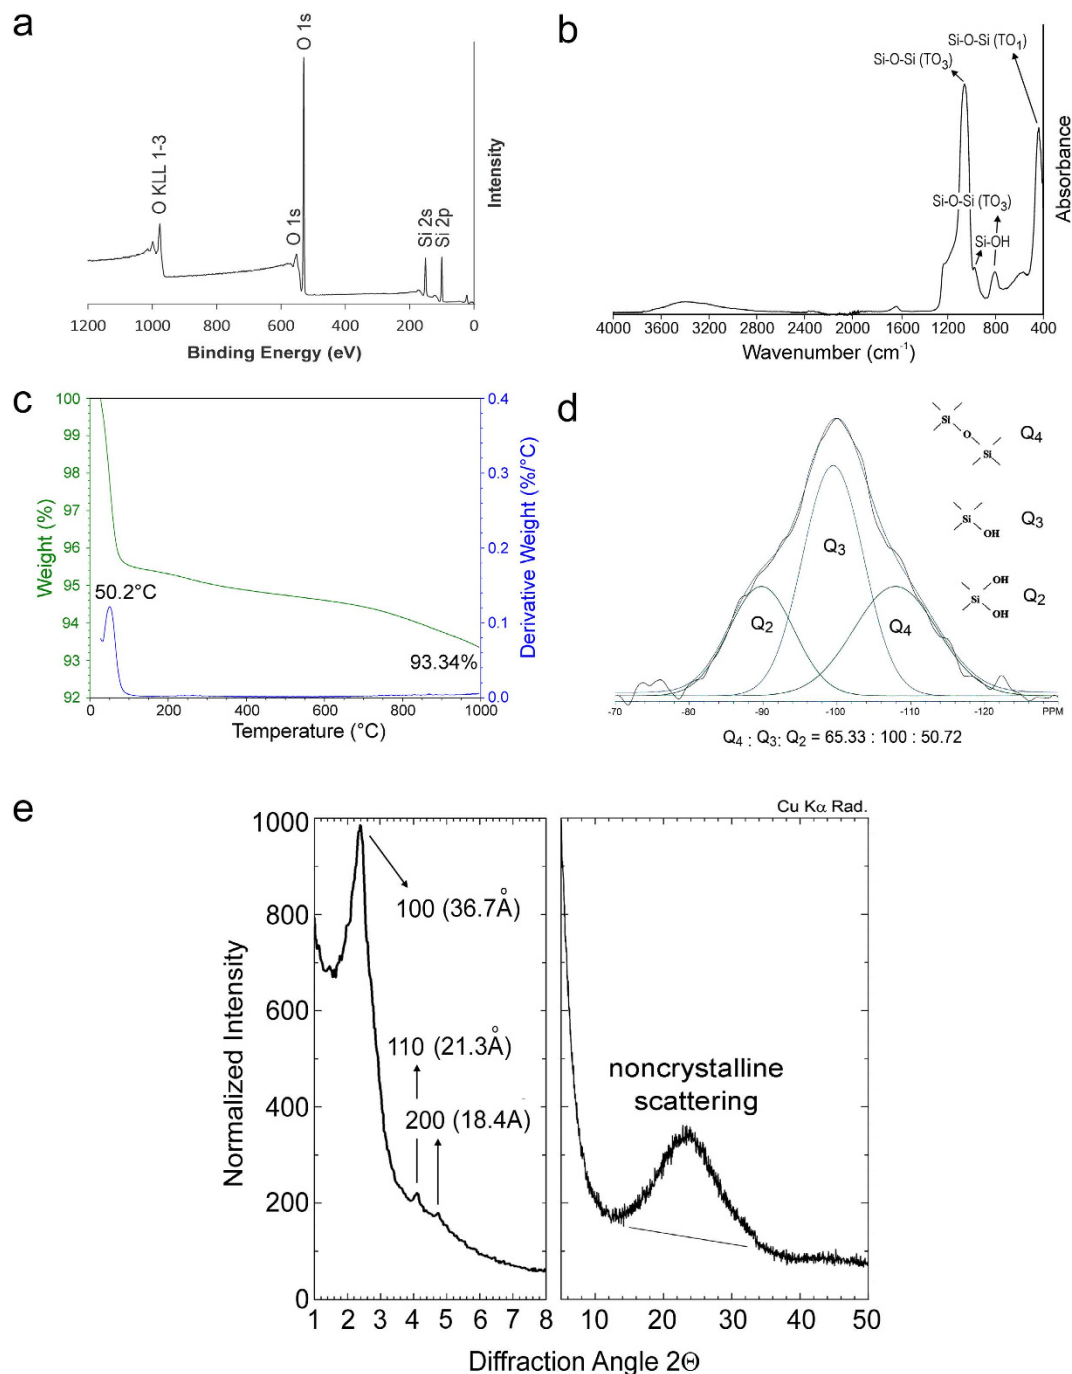 a
O KLL 1-3
O 1s
O 1s
Si 2s
Si 2p
Intensity
1200 1000 800 600 400 200 0
Binding Energy (eV)
b
Si-O-Si (TO1)
Si-O-Si (TO3)
Si-O-Si (TO3)
Si-OH
Absorbance
4000 3600 3200 2800 2400 2000 1600 1200 800 400
Wavenumber (cm-1)
c
100
99
98
97
96
95
94
93
92
Weight (%)
50.2°C
93.34%
0.4
0.3
0.2
0.1
0.0
Derivative Weight (%/°C)
0 200 400 600 800 1000
Temperature (°C)
d
Si
O
Si
Q4
Si
OH
Q3
Si
OH
OH
Q2
Q3
Q2
Q4
-70 -80 -90 -100 -110 -120 PPM
Q4 : Q3: Q2 = 65.33 : 100 : 50.72
e
Cu Kα Rad.
1000
800
600
400
200
0
Normalized Intensity
100 (36.7Å)
110 (21.3Å)
200 (18.4A)
noncrystalline
scattering
1 2 3 4 5 6 7 8
10 20 30 40 50
Diffraction Angle 2Θ